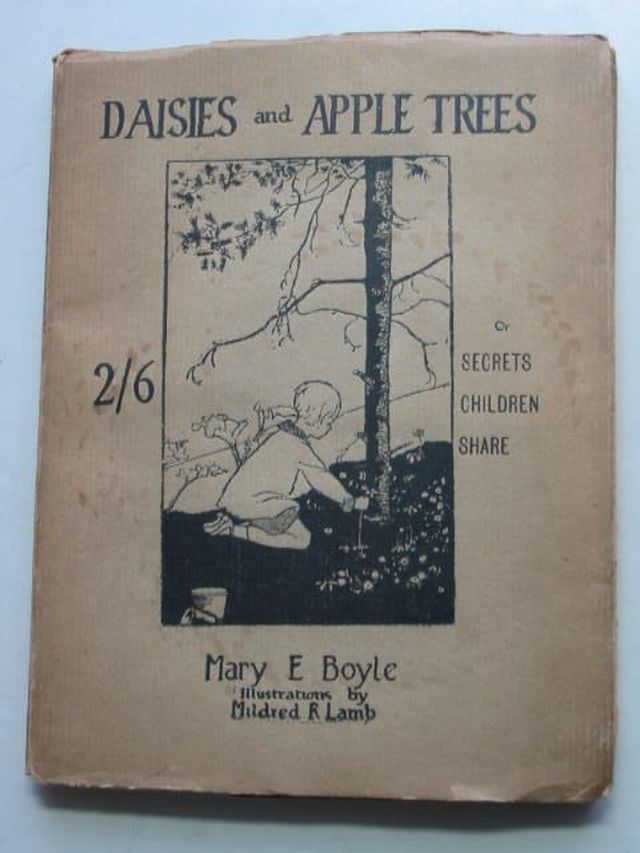 DAISIES and APPLE TREES
2/6
Or
SECRETS
CHILDREN
SHARE
Mary E Boyle
Illustrations by
Mildred R Lamb